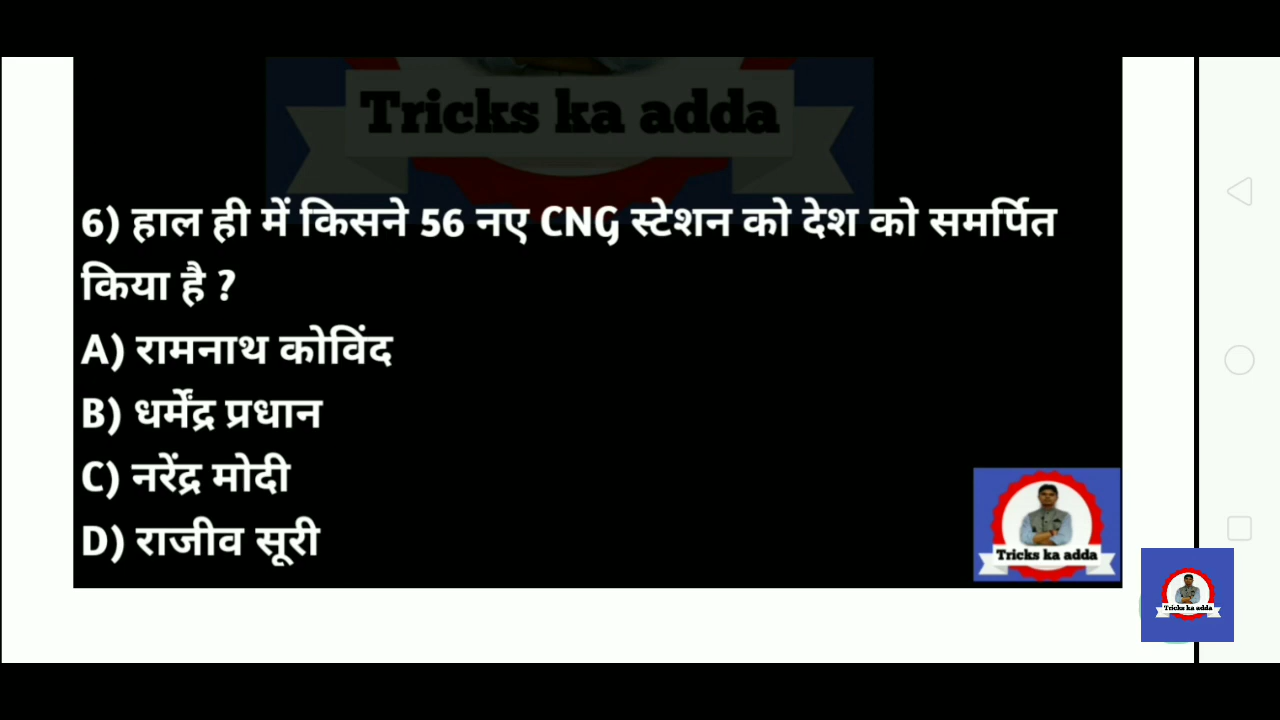 Tricks ka adda
6) हाल ही में किसने 56 नए CNG स्टेशन को देश को समर्पित
किया है ?
A) रामनाथ कोविंद
B) धर्मेंद्र प्रधान
C) नरेंद्र मोदी
D) राजीव सूरी
Tricks ka adda
Tricks ka adda